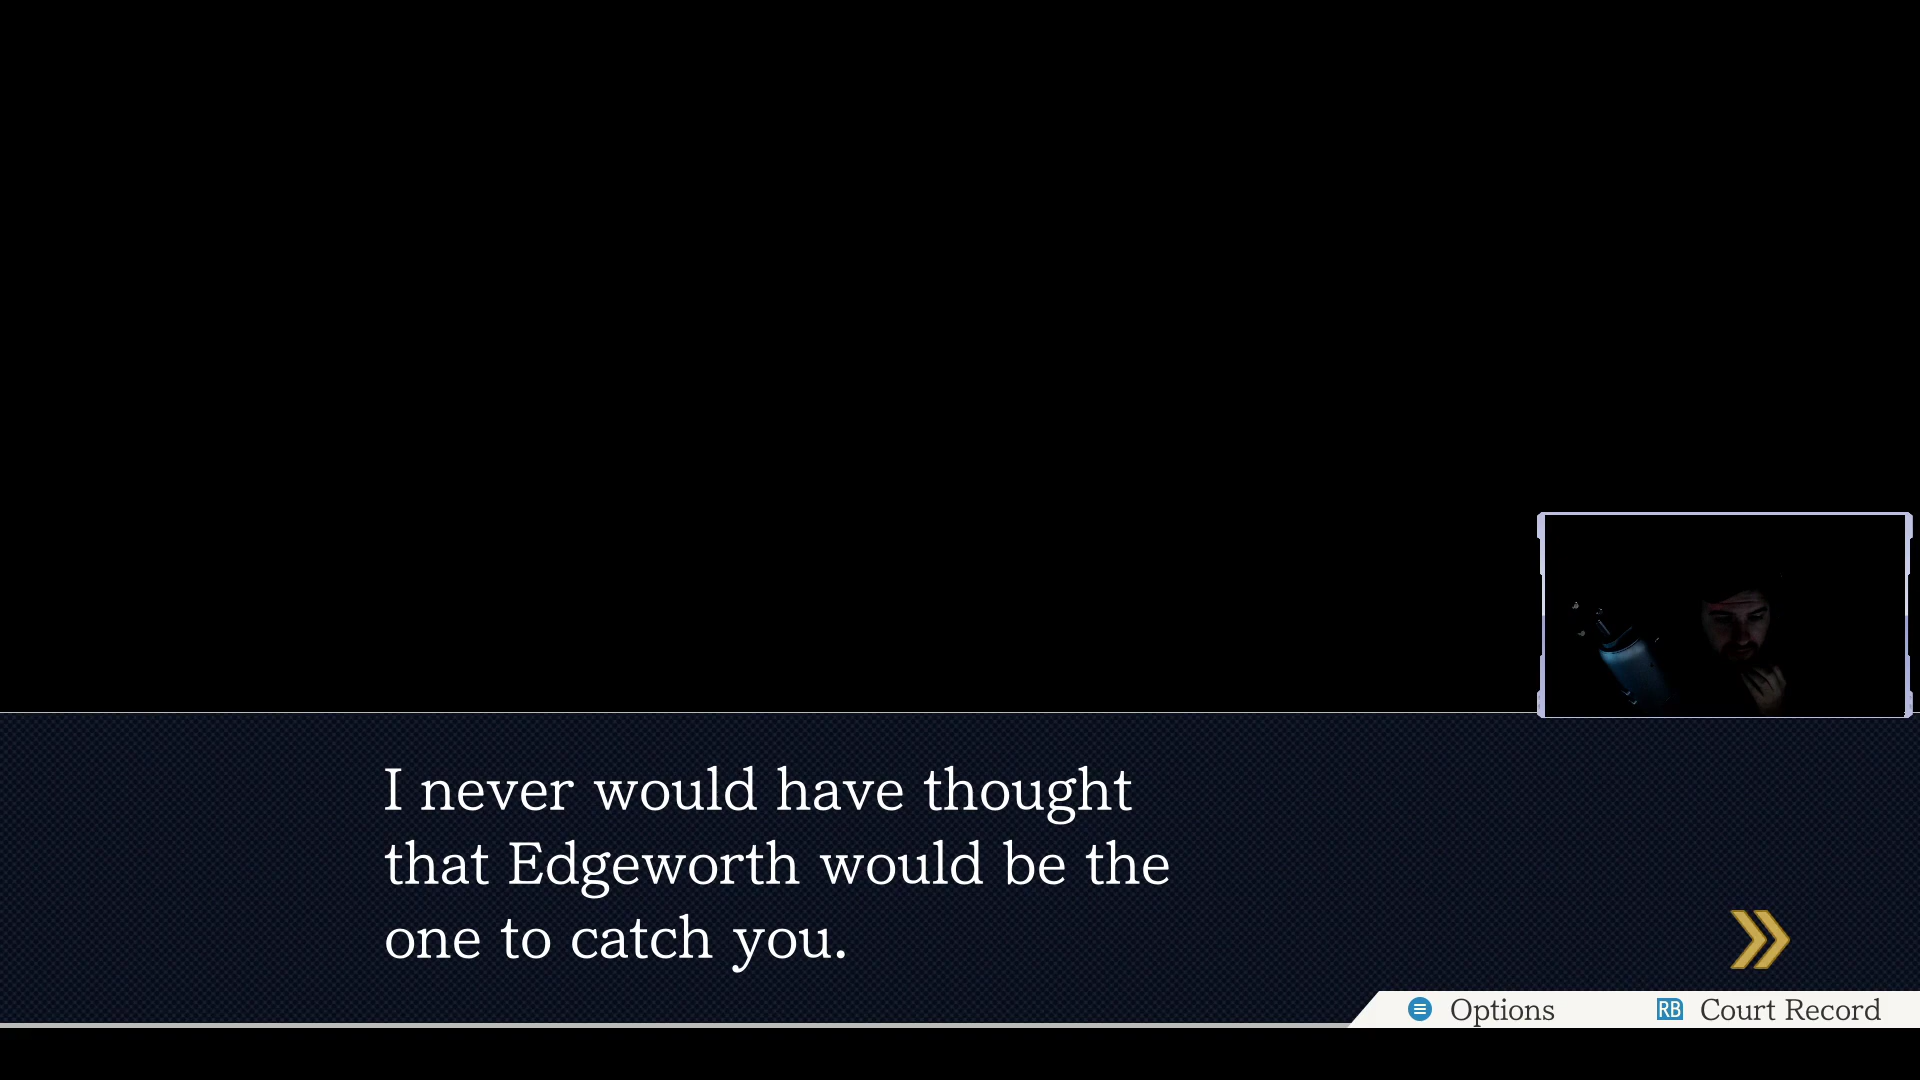 I never would have thought
that Edgeworth would be the
one to catch you.
Options
RB Court Record